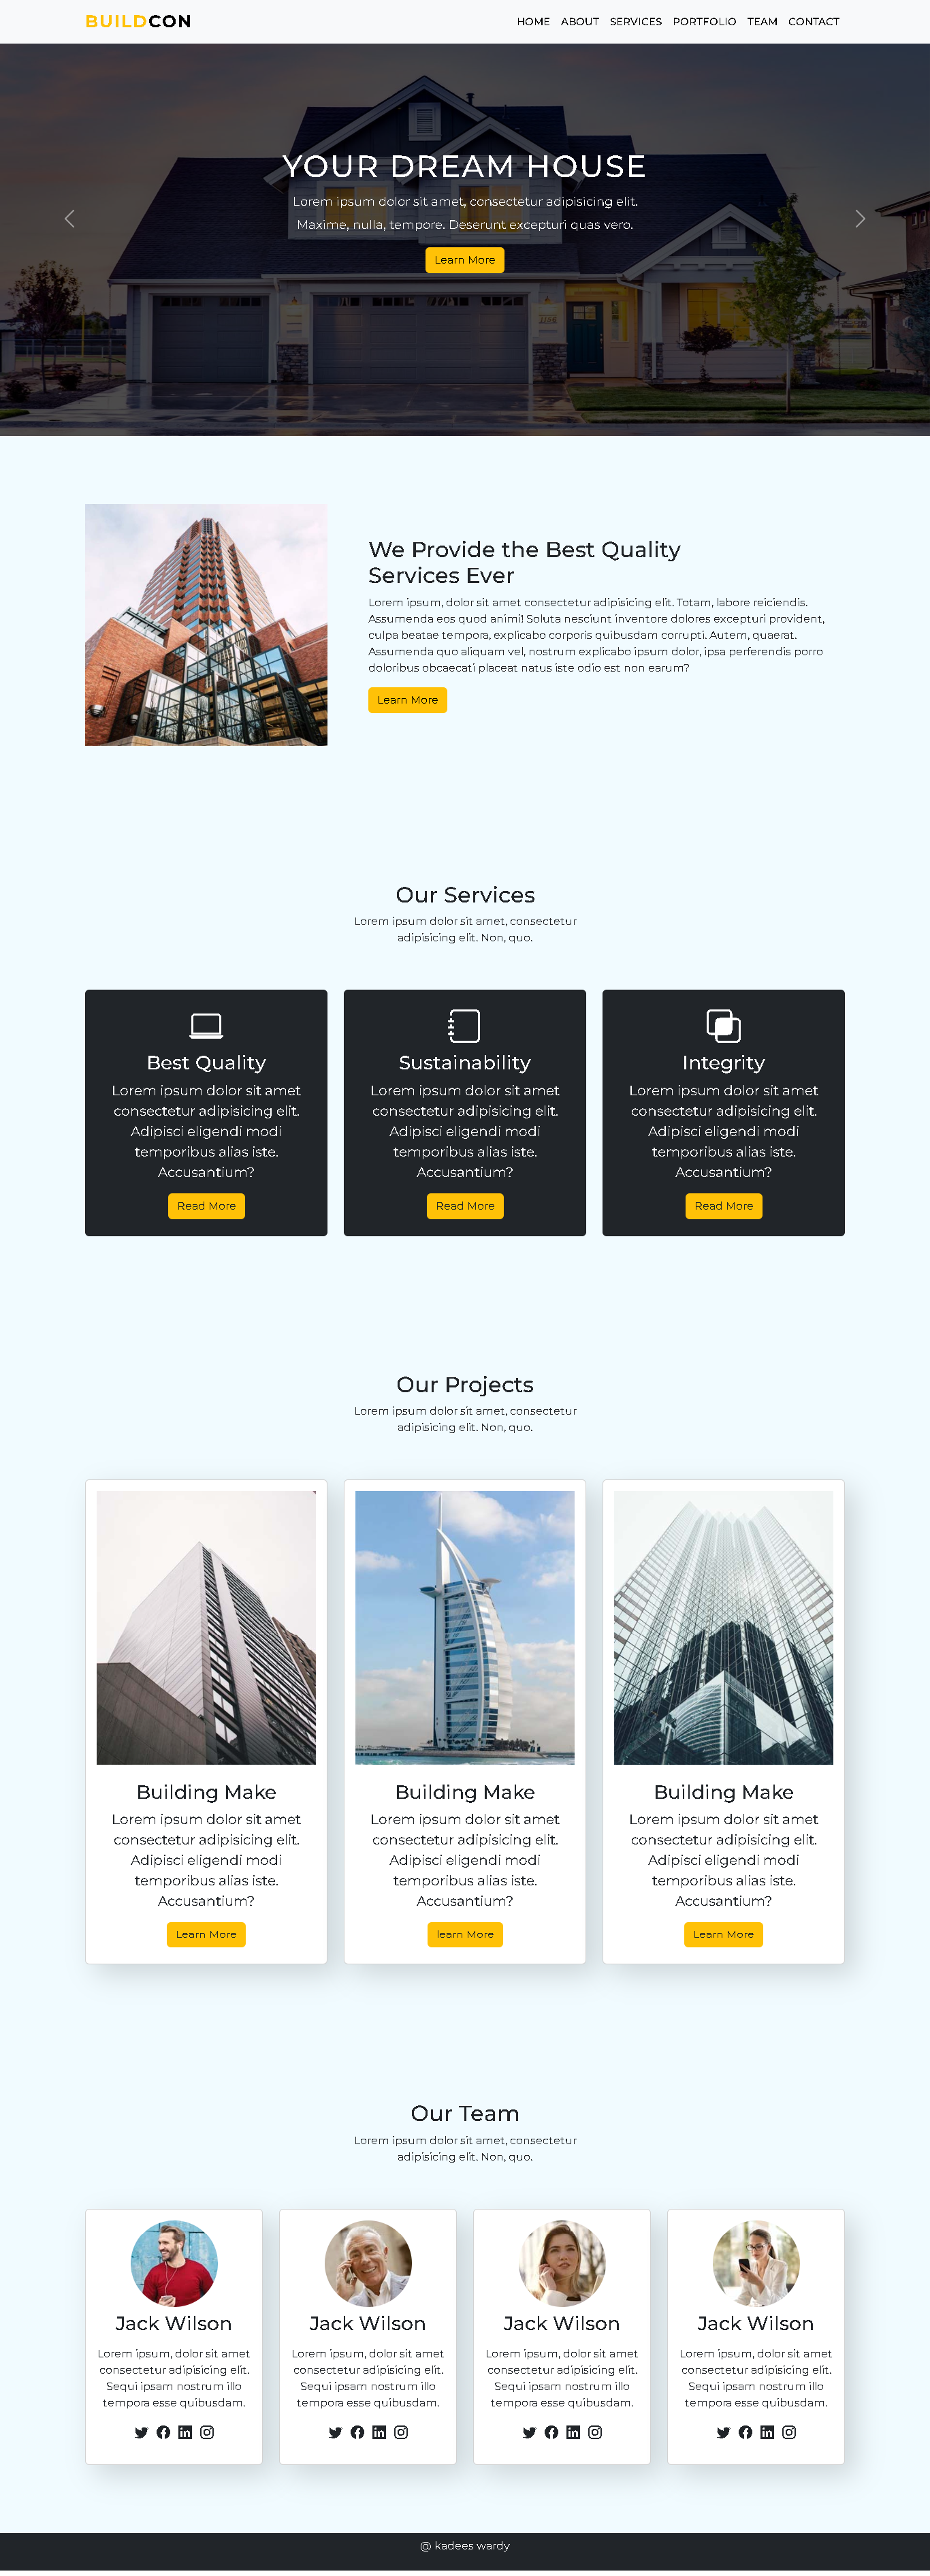 BUILDCON
HOME ABOUT SERVICES PORTFOLIO TEAM CONTACT
YOUR DREAM HOUSE
Lorem ipsum dolor sit amet, consectetur adipisicing elit.
Maxime, nulla, tempore. Deserunt excepturi quas vero.
Learn More
We Provide the Best Quality
Services Ever
Lorem ipsum, dolor sit amet consectetur adipisicing elit. Totam, labore reiciendis.
Assumenda eos quod animi! Soluta nesciunt inventore dolores excepturi provident,
culpa beatae tempora, explicabo corporis quibusdam corrupti. Autem, quaerat.
Assumenda quo aliquam vel, nostrum explicabo ipsum dolor, ipsa perferendis porro
doloribus obcaecati placeat natus iste odio est non earum?
Learn More
Our Services
Lorem ipsum dolor sit amet, consectetur
adipisicing elit. Non, quo.
Best Quality
Lorem ipsum dolor sit amet
consectetur adipisicing elit.
Adipisci eligendi modi
temporibus alias iste.
Accusantium?
Read More
Sustainability
Lorem ipsum dolor sit amet
consectetur adipisicing elit.
Adipisci eligendi modi
temporibus alias iste.
Accusantium?
Read More
Integrity
Lorem ipsum dolor sit amet
consectetur adipisicing elit.
Adipisci eligendi modi
temporibus alias iste.
Accusantium?
Read More
Our Projects
Lorem ipsum dolor sit amet, consectetur
adipisicing elit. Non, quo.
Building Make
Lorem ipsum dolor sit amet
consectetur adipisicing elit.
Adipisci eligendi modi
temporibus alias iste.
Accusantium?
Learn More
Building Make
Lorem ipsum dolor sit amet
consectetur adipisicing elit.
Adipisci eligendi modi
temporibus alias iste.
Accusantium?
learn More
Building Make
Lorem ipsum dolor sit amet
consectetur adipisicing elit.
Adipisci eligendi modi
temporibus alias iste.
Accusantium?
Learn More
Our Team
Lorem ipsum dolor sit amet, consectetur
adipisicing elit. Non, quo.
Jack Wilson
Lorem ipsum, dolor sit amet
consectetur adipisicing elit.
Sequi ipsam nostrum illo
tempora esse quibusdam.
Jack Wilson
Lorem ipsum, dolor sit amet
consectetur adipisicing elit.
Sequi ipsam nostrum illo
tempora esse quibusdam.
Jack Wilson
Lorem ipsum, dolor sit amet
consectetur adipisicing elit.
Sequi ipsam nostrum illo
tempora esse quibusdam.
Jack Wilson
Lorem ipsum, dolor sit amet
consectetur adipisicing elit.
Sequi ipsam nostrum illo
tempora esse quibusdam.
@ kadees wardy